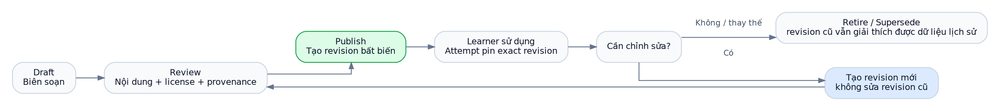 Draft
Biên soạn
Review
Nội dung + license + provenance
Publish
Tạo revision bất biến
Learner sử dụng
Attempt pin exact revision
Cần chỉnh sửa?
Không / thay thế
Retire / Supersede
revision cũ vẫn giải thích được dữ liệu lịch sử
Có
Tạo revision mới
không sửa revision cũ